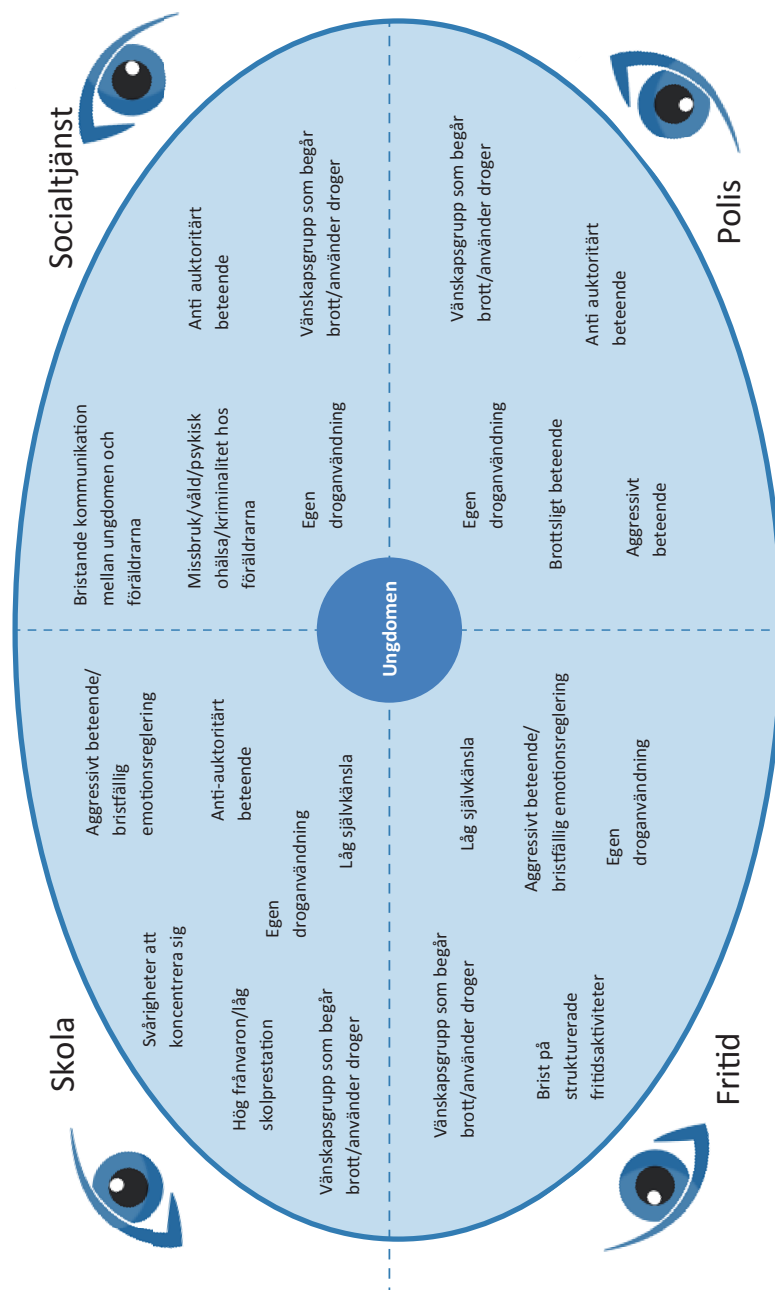 Skola
Aggressivt beteende/
bristfällig
emotionsreglering
Svårigheter att
koncentrera sig
Anti-auktoritärt
beteende
Hög frånvaron/låg
skolprestation
Egen
droganvändning
Vänskapsgrupp som begår
brott/använder droger
Låg självkänsla
Socialtjänst
Bristande kommunikation
mellan ungdomen och
föräldrarna
Anti auktoritärt
beteende
Missbruk/våld/psykisk
ohälsa/kriminalitet hos
föräldrarna
Egen
droganvändning
Vänskapsgrupp som begår
brott/använder droger
Ungdomen
Vänskapsgrupp som begår
brott/använder droger
Låg självkänsla
Aggressivt beteende/
bristfällig emotionsreglering
Brist på
strukturerade
fritidsaktiviteter
Egen
droganvändning
Fritid
Egen
droganvändning
Vänskapsgrupp som begår
brott/använder droger
Brottsligt beteende
Anti auktoritärt
beteende
Aggressivt
beteende
Polis